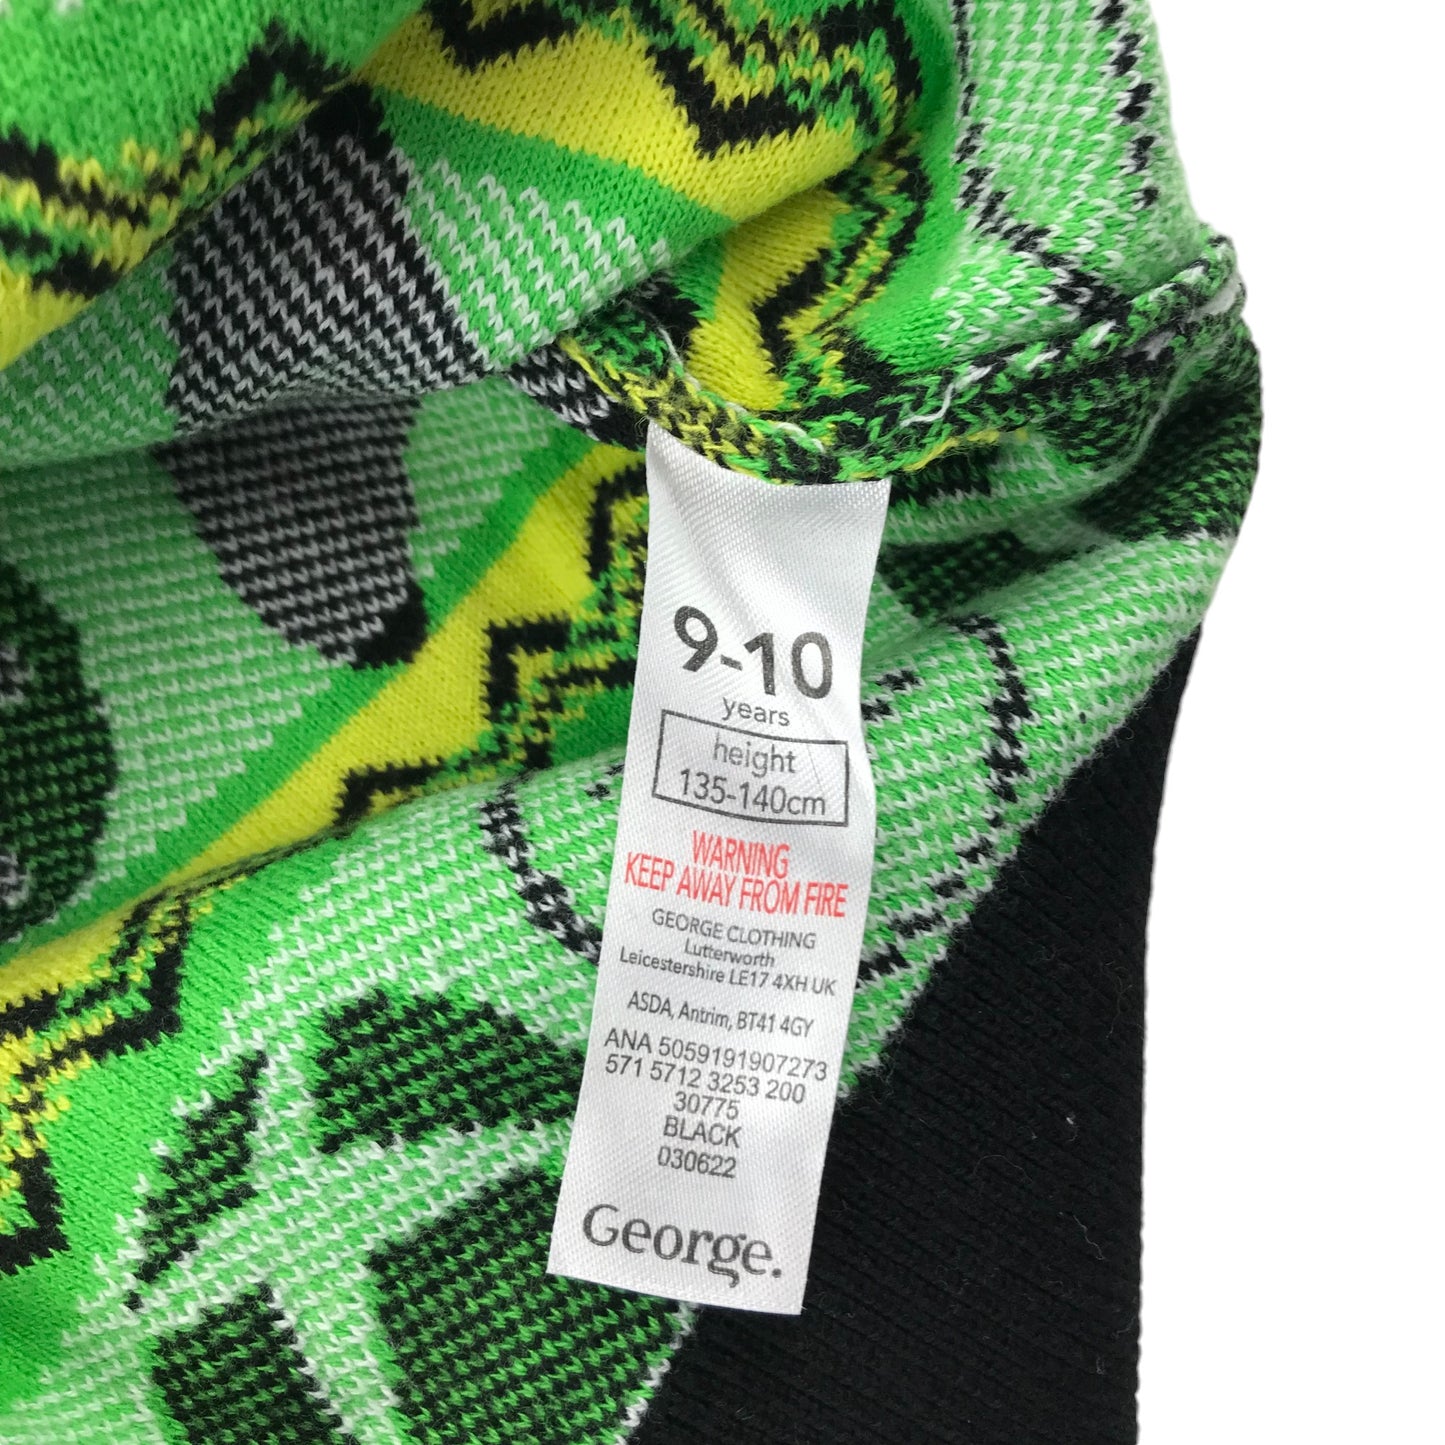 9-10
years
height
135-140cm
WARNING
KEEP AWAY FROM FIRE
GEORGE CLOTHING
Lutterworth
Leicestershire LE17 4XH UK
ASDA, Antrim, BT41 4GY
ANA 5059191907273
571 5712 3253 200
30775
BLACK
030622
George.